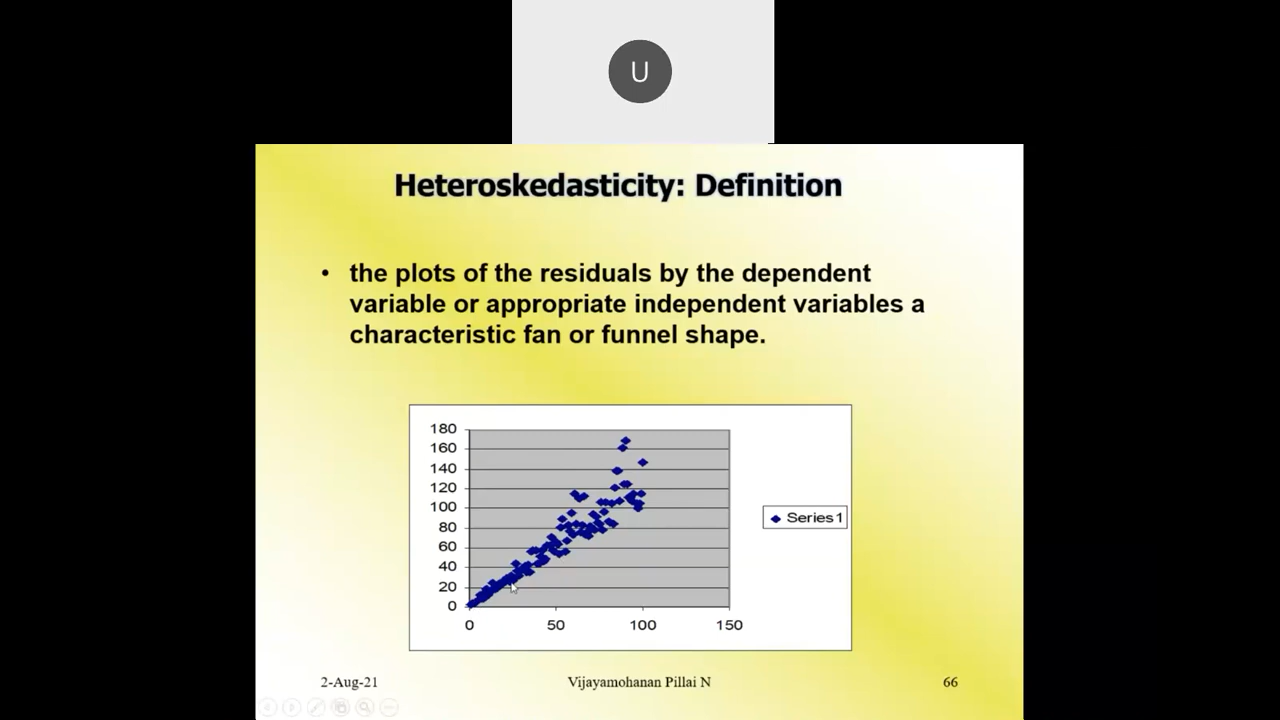 U
Heteroskedasticity: Definition
• the plots of the residuals by the dependent
variable or appropriate independent variables a
characteristic fan or funnel shape.
180
160
140
120
100
80
60
40
20
0
0 50 100 150
Series1
2-Aug-21 Vijayamohanan Pillai N 66